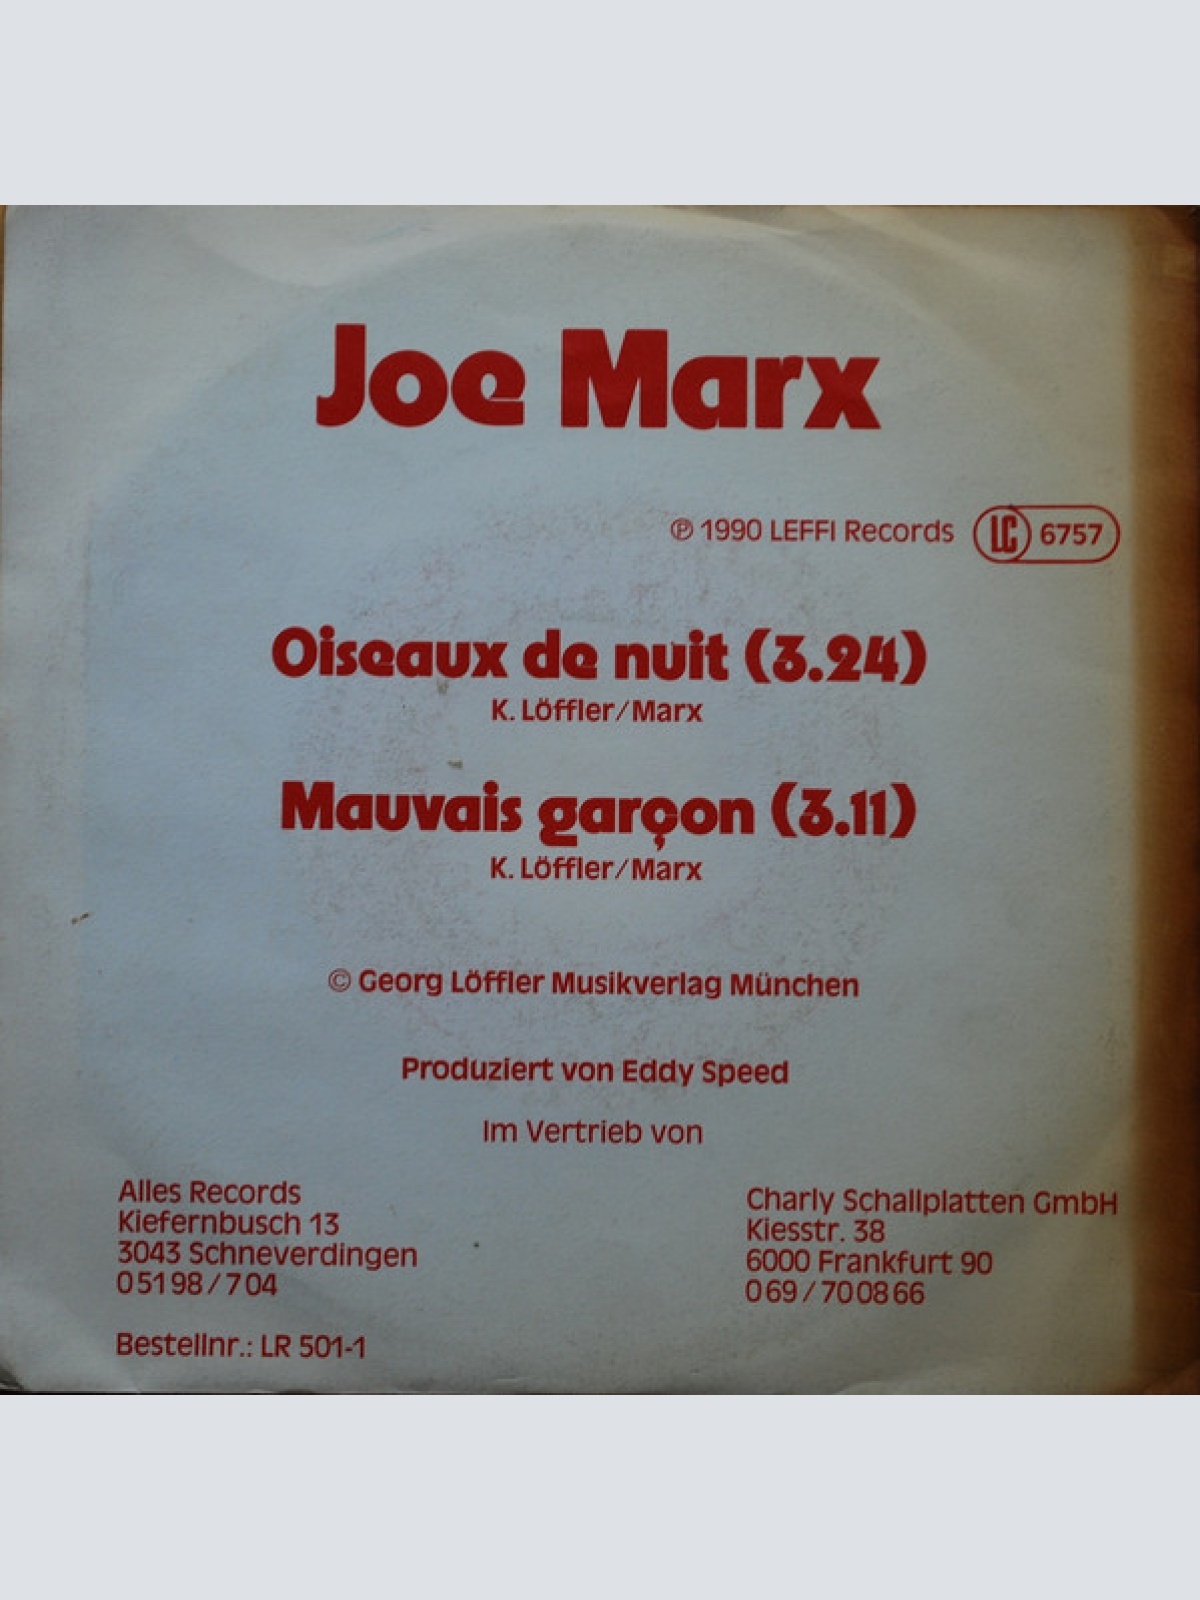 Joe Marx
℗ 1990 LEFFI Records LC 6757
Oiseaux de nuit (3.24)
K. Löffler/Marx
Mauvais garçon (3.11)
K. Löffler/Marx
© Georg Löffler Musikverlag München
Produziert von Eddy Speed
Im Vertrieb von
Alles Records
Kiefernbusch 13
3043 Schneverdingen
05198/704
Bestellnr.: LR 501-1
Charly Schallplatten GmbH
Kiesstr. 38
6000 Frankfurt 90
069/700866